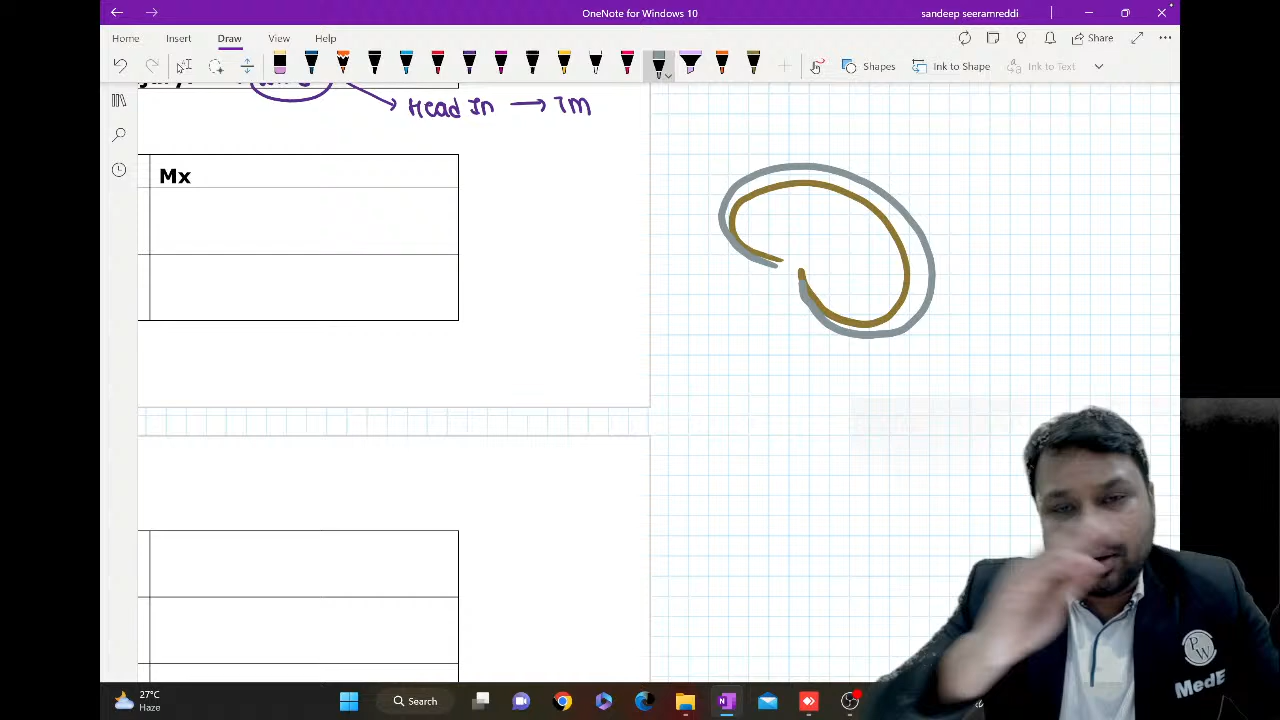 OneNote for Windows 10
sandeep seeramreddi
Home Insert Draw View Help
Share
Shapes
Ink to Shape
Ink to Text
Head In → TM
Mx
PW
MedE
27°C
Haze
Search